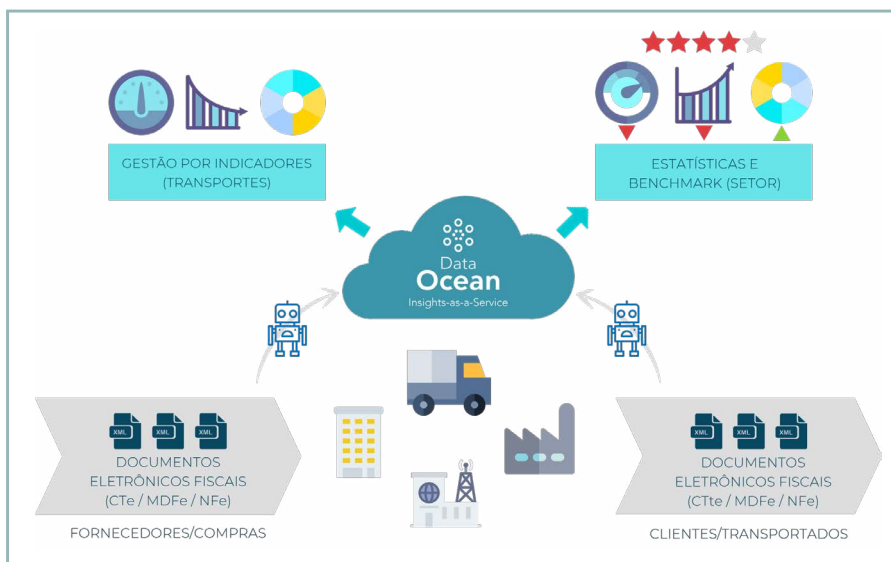 GESTÃO POR INDICADORES
(TRANSPORTES)
ESTATÍSTICAS E
BENCHMARK (SETOR)
Data
Ocean
Insights-as-a-Service
XML XML XML
DOCUMENTOS
ELETRÔNICOS FISCAIS
(CTe / MDFe / NFe)
FORNECEDORES/COMPRAS
XML XML XML
DOCUMENTOS
ELETRÔNICOS FISCAIS
(CTte / MDFe / NFe)
CLIENTES/TRANSPORTADOS